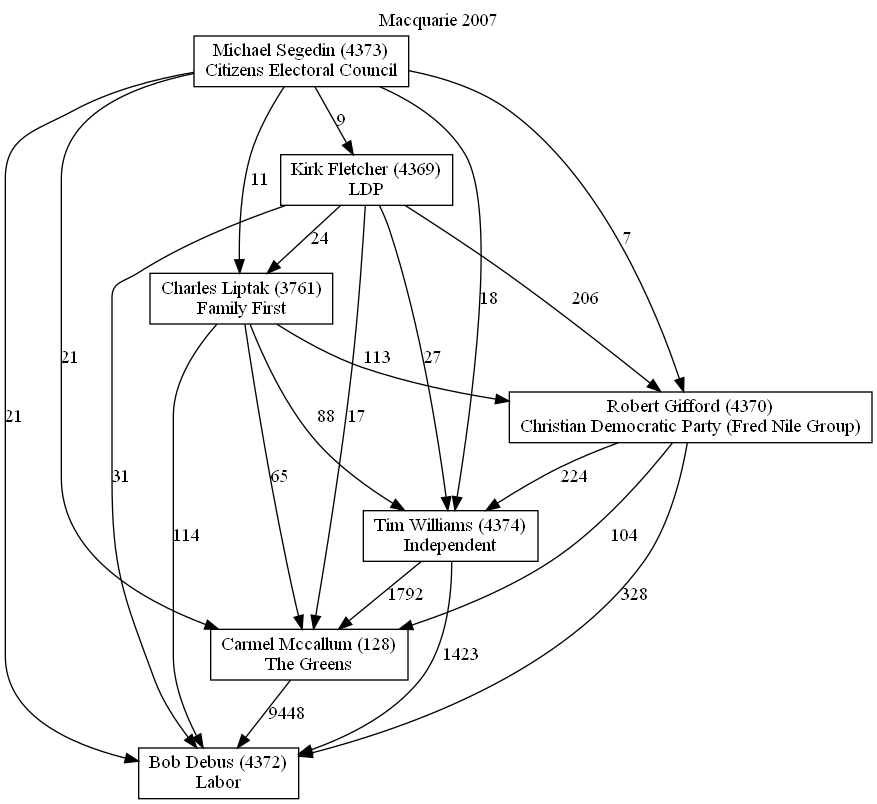 Macquarie 2007
Michael Segedin (4373)
Citizens Electoral Council
9
Kirk Fletcher (4369)
LDP
11
7
24
Charles Liptak (3761)
Family First
18
206
21
21
113
27
88
17
Robert Gifford (4370)
Christian Democratic Party (Fred Nile Group)
31
65
224
114
Tim Williams (4374)
Independent
104
1792
328
Carmel Mccallum (128)
The Greens
1423
9448
Bob Debus (4372)
Labor